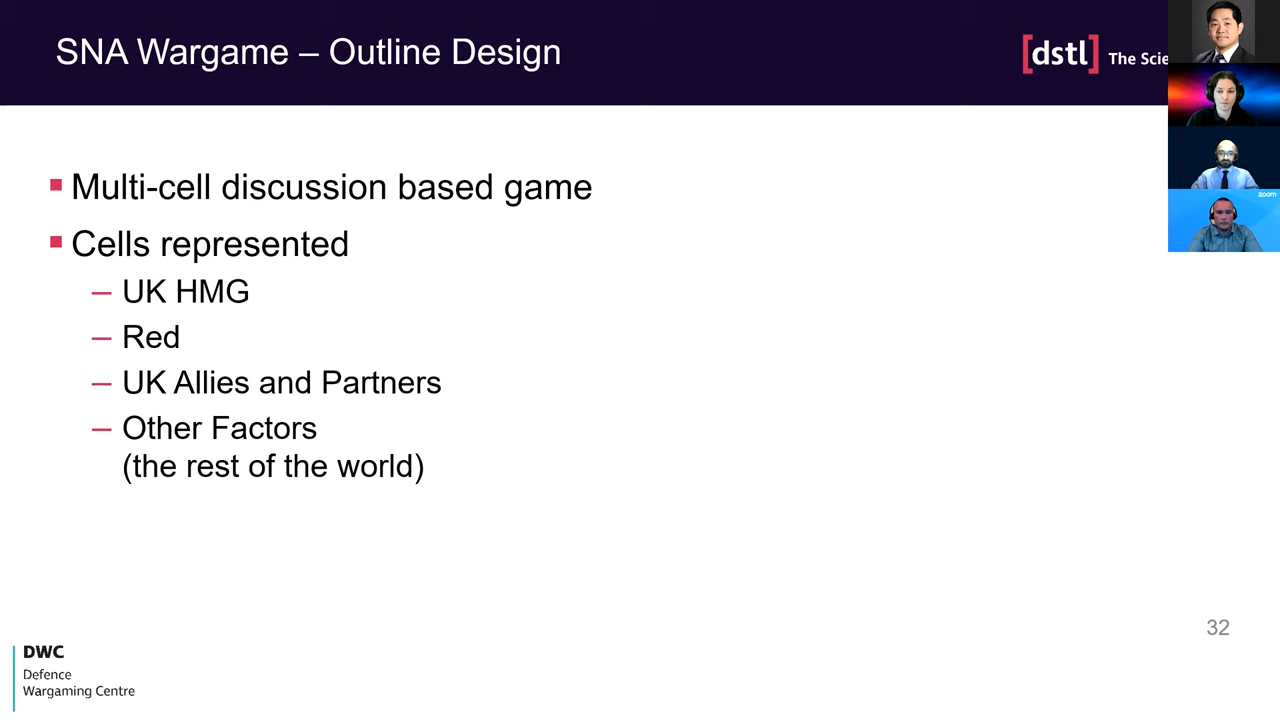 SNA Wargame – Outline Design
[dstl] The Scie
zoom
▪ Multi-cell discussion based game
▪ Cells represented
– UK HMG
– Red
– UK Allies and Partners
– Other Factors
(the rest of the world)
32
DWC
Defence
Wargaming Centre